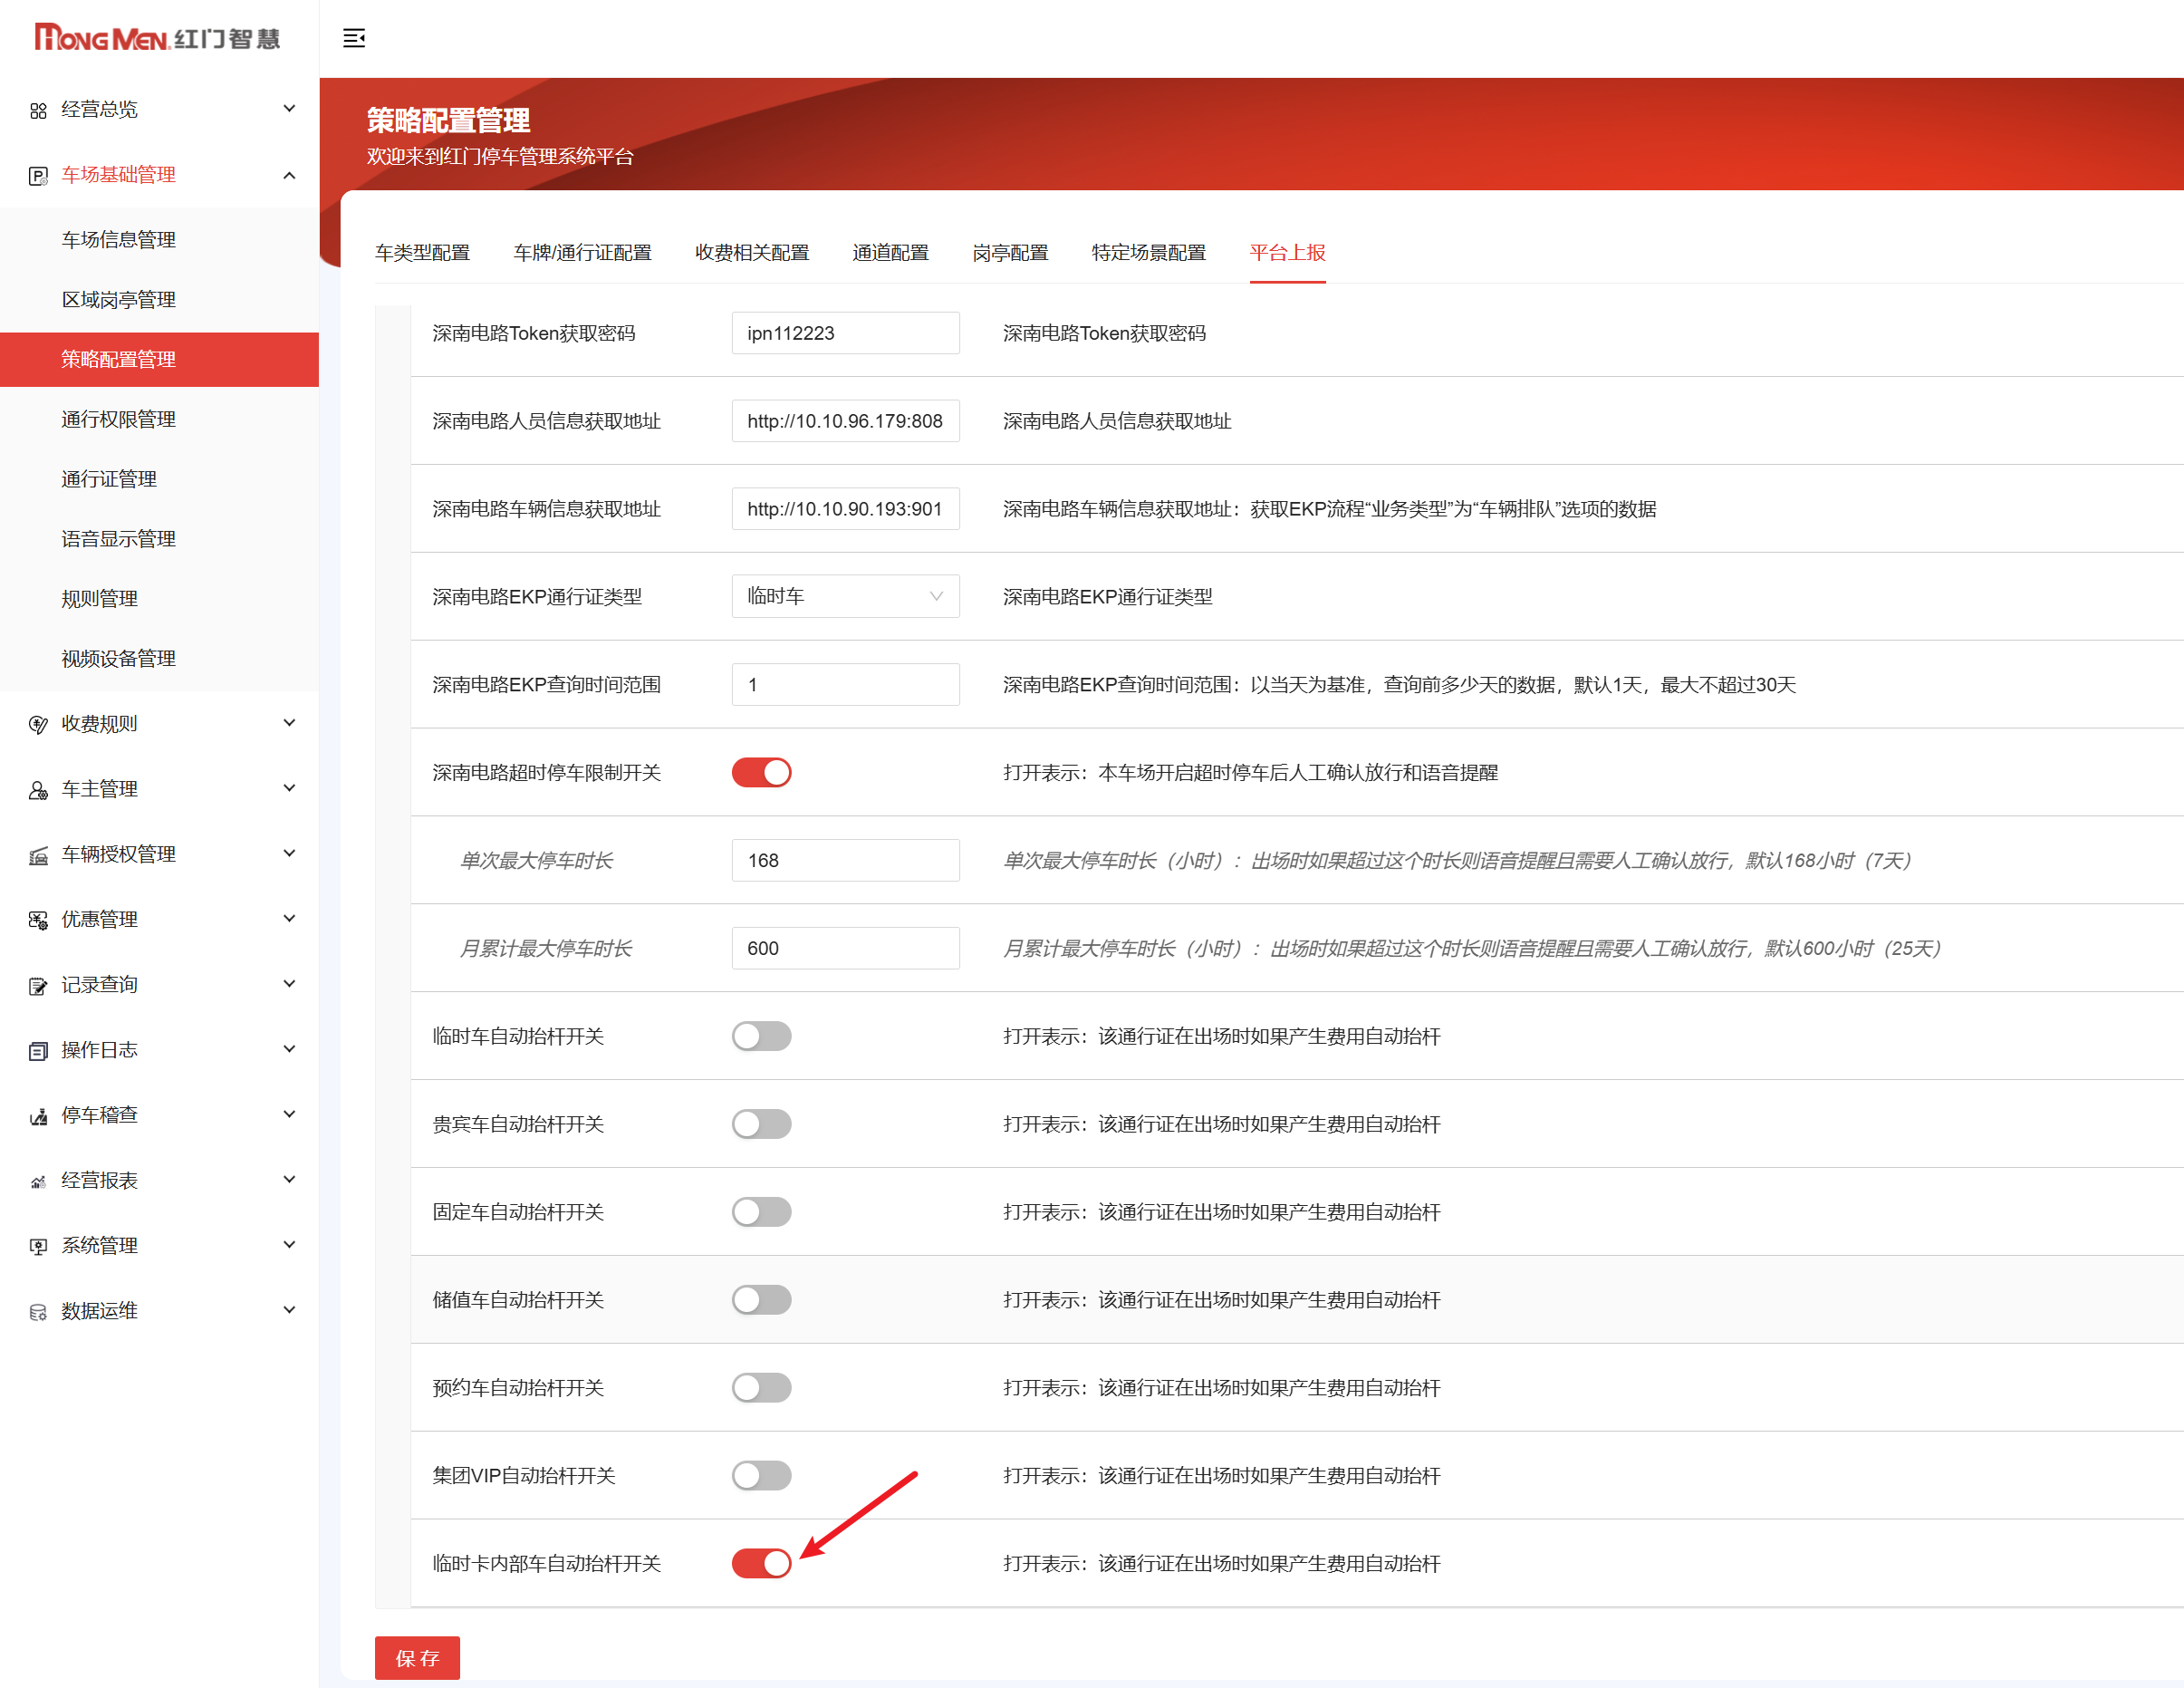 HONG MEN.红门智慧
经营总览
车场基础管理
车场信息管理
区域岗亭管理
策略配置管理
通行权限管理
通行证管理
语音显示管理
规则管理
视频设备管理
收费规则
车主管理
车辆授权管理
优惠管理
记录查询
操作日志
停车稽查
经营报表
系统管理
数据运维
策略配置管理
欢迎来到红门停车管理系统平台
车类型配置 车牌/通行证配置 收费相关配置 通道配置 岗亭配置 特定场景配置 平台上报
深南电路Token获取密码 ipn112223 深南电路Token获取密码
深南电路人员信息获取地址 http://10.10.96.179:808 深南电路人员信息获取地址
深南电路车辆信息获取地址 http://10.10.90.193:901 深南电路车辆信息获取地址：获取EKP流程“业务类型”为“车辆排队”选项的数据
深南电路EKP通行证类型 临时车 深南电路EKP通行证类型
深南电路EKP查询时间范围 1 深南电路EKP查询时间范围：以当天为基准，查询前多少天的数据，默认1天，最大不超过30天
深南电路超时停车限制开关 打开表示：本车场开启超时停车后人工确认放行和语音提醒
单次最大停车时长 168 单次最大停车时长（小时）：出场时如果超过这个时长则语音提醒且需要人工确认放行，默认168小时（7天）
月累计最大停车时长 600 月累计最大停车时长（小时）：出场时如果超过这个时长则语音提醒且需要人工确认放行，默认600小时（25天）
临时车自动抬杆开关 打开表示：该通行证在出场时如果产生费用自动抬杆
贵宾车自动抬杆开关 打开表示：该通行证在出场时如果产生费用自动抬杆
固定车自动抬杆开关 打开表示：该通行证在出场时如果产生费用自动抬杆
储值车自动抬杆开关 打开表示：该通行证在出场时如果产生费用自动抬杆
预约车自动抬杆开关 打开表示：该通行证在出场时如果产生费用自动抬杆
集团VIP自动抬杆开关 打开表示：该通行证在出场时如果产生费用自动抬杆
临时卡内部车自动抬杆开关 打开表示：该通行证在出场时如果产生费用自动抬杆
保 存